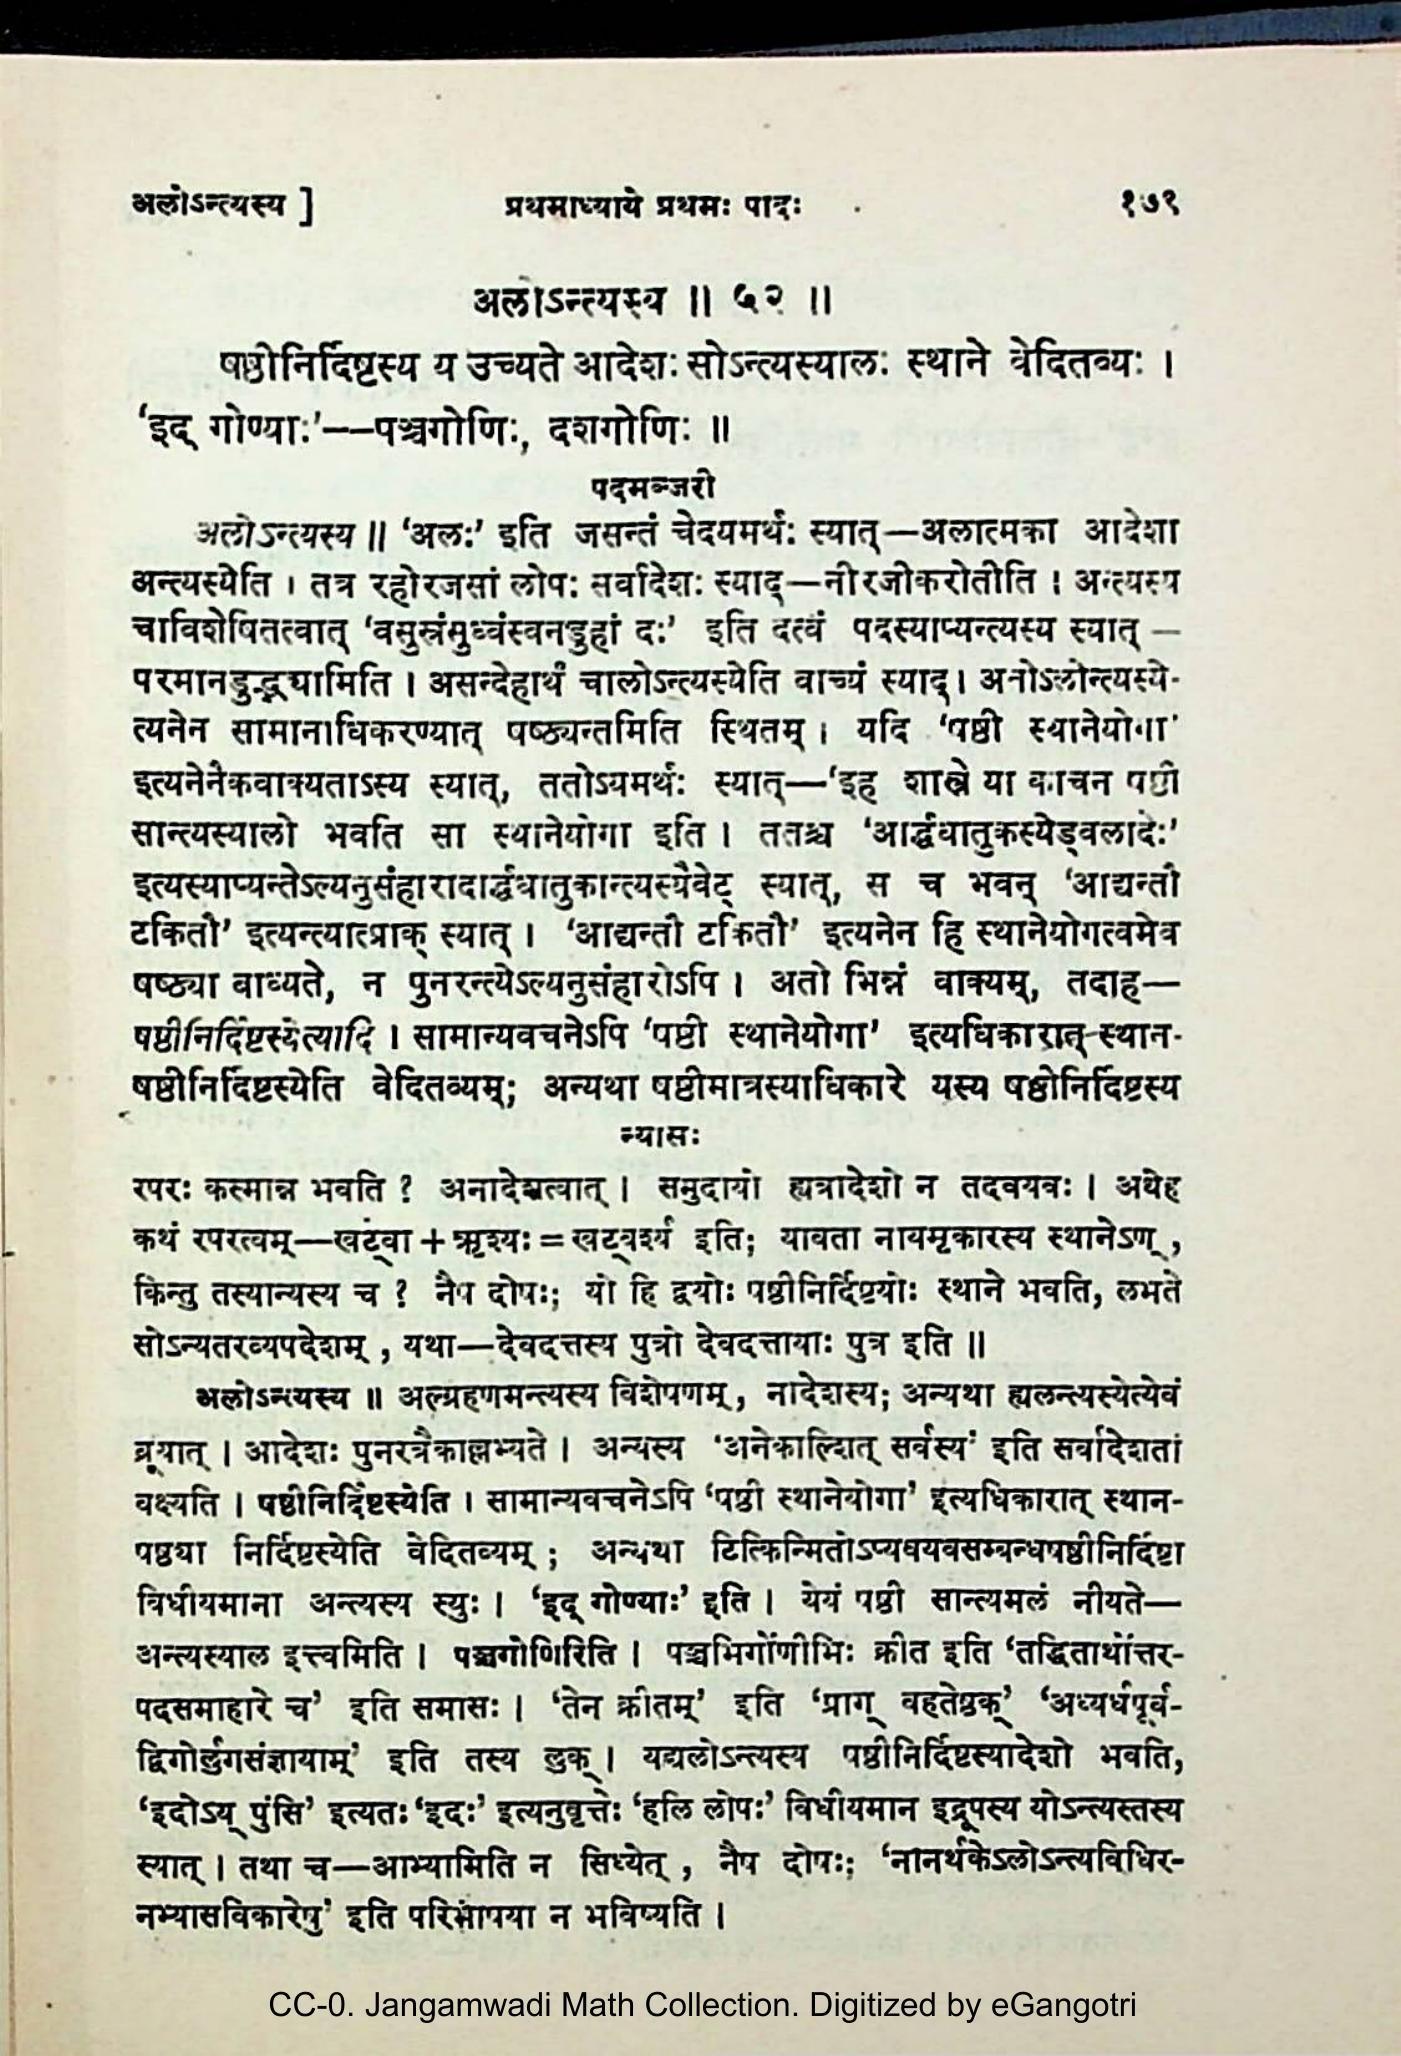 अलोऽन्त्यस्य ] प्रथमाध्याये प्रथमः पादः १७९
अलोऽन्त्यस्य ॥ ५२ ॥
षष्ठीनिर्दिष्टस्य य उच्यते आदेशः सोऽन्त्यस्यालः स्थाने वेदितव्यः ।
‘इद् गोण्याः’––पञ्चगोणिः, दशगोणिः ॥
पदमञ्जरी
अलोऽन्त्यस्य ॥ ‘अलः’ इति जसन्तं चेदयमर्थः स्यात्—अलात्मका आदेशा
अन्त्यस्येति । तत्र रहोरजसां लोपः सर्वादेशः स्याद्—नीरजीकरोतीति । अन्त्यस्य
चाविशेषितत्वात् ‘वसुस्रंसुध्वंस्वनडुहां दः’ इति दत्वं पदस्याप्यन्त्यस्य स्यात् —
परमानडुद्भ्यामिति । असन्देहार्थं चालोऽन्त्यस्येति वाच्यं स्याद् । अतोऽलोन्त्यस्ये-
त्यनेन सामानाधिकरण्यात् षष्ठ्यन्तमिति स्थितम् । यदि ‘षष्ठी स्थानेयोगा’
इत्यनेनैकवाक्यताऽस्य स्यात्, ततोऽयमर्थः स्यात्—‘इह शास्त्रे या काचन षष्ठी
सान्त्यस्यालो भवति सा स्थानेयोगा इति । ततश्च ‘आर्द्धधातुकस्येड्वलादेः’
इत्यस्याप्यन्तेऽल्यनुसंहारादार्द्धधातुकान्त्यस्यैवेट् स्यात्, स च भवन् ‘आद्यन्तौ
टकितौ’ इत्यन्त्यात्प्राक् स्यात् । ‘आद्यन्तौ टकितौ’ इत्यनेन हि स्थानेयोगत्वमेव
षष्ठ्या बाध्यते, न पुनरन्त्येऽल्यनुसंहारोऽपि । अतो भिन्नं वाक्यम्, तदाह—
षष्ठीनिर्दिष्टस्येत्यादि । सामान्यवचनेऽपि ‘षष्ठी स्थानेयोगा’ इत्यधिकारात् स्थान-
षष्ठीनिर्दिष्टस्येति वेदितव्यम्; अन्यथा षष्ठीमात्रस्याधिकारे यस्य षष्ठीनिर्दिष्टस्य
न्यासः
रपरः कस्मान्न भवति ? अनादेशत्वात् । समुदायो ह्यत्रादेशो न तदवयवः । अथेह
कथं रपरत्वम्—खट्वा + ऋश्यः = खट्वर्श्य इति; यावता नायमृकारस्य स्थानेऽण् ,
किन्तु तस्यान्यस्य च ? नैष दोषः; यो हि द्वयोः षष्ठीनिर्दिष्टयोः स्थाने भवति, लभते
सोऽन्यतरव्यपदेशम् , यथा—देवदत्तस्य पुत्रो देवदत्तायाः पुत्र इति ॥
अलोऽन्त्यस्य ॥ अल्ग्रहणमन्त्यस्य विशेषणम् , नादेशस्य; अन्यथा ह्यलन्त्यस्येत्येवं
ब्रूयात् । आदेशः पुनरत्रैकाल्लभ्यते । अन्यस्य ‘अनेकाल्शित् सर्वस्य’ इति सर्वादेशतां
वक्ष्यति । षष्ठीनिर्दिष्टस्येति । सामान्यवचनेऽपि ‘षष्ठी स्थानेयोगा’ इत्यधिकारात् स्थान-
षष्ठ्या निर्दिष्टस्येति वेदितव्यम् ; अन्यथा टित्किन्मितोऽप्यवयवसम्बन्धषष्ठीनिर्दिष्टा
विधीयमाना अन्त्यस्य स्युः । ‘इद् गोण्याः’ इति । येयं षष्ठी सान्त्यमलं नीयते—
अन्त्यस्याल इत्त्वमिति । पञ्चगोणिरिति । पञ्चभिर्गोणीभिः क्रीत इति ‘तद्धितार्थोत्तर-
पदसमाहारे च’ इति समासः । ‘तेन क्रीतम्’ इति ‘प्राग् वहतेष्ठक्’ ‘अध्यर्धपूर्व-
द्विगोर्लुगसंज्ञायाम्’ इति तस्य लुक् । यद्यलोऽन्त्यस्य षष्ठीनिर्दिष्टस्यादेशो भवति,
‘इदोऽय् पुंसि’ इत्यतः ‘इदः’ इत्यनुवृत्तेः ‘हलि लोपः’ विधीयमान इद्रूपस्य योऽन्त्यस्तस्य
स्यात् । तथा च—आभ्यामिति न सिध्येत् , नैष दोषः; ‘नानर्थकेऽलोऽन्त्यविधिर-
नभ्यासविकारेषु’ इति परिभाषया न भविष्यति ।
CC-0. Jangamwadi Math Collection. Digitized by eGangotri